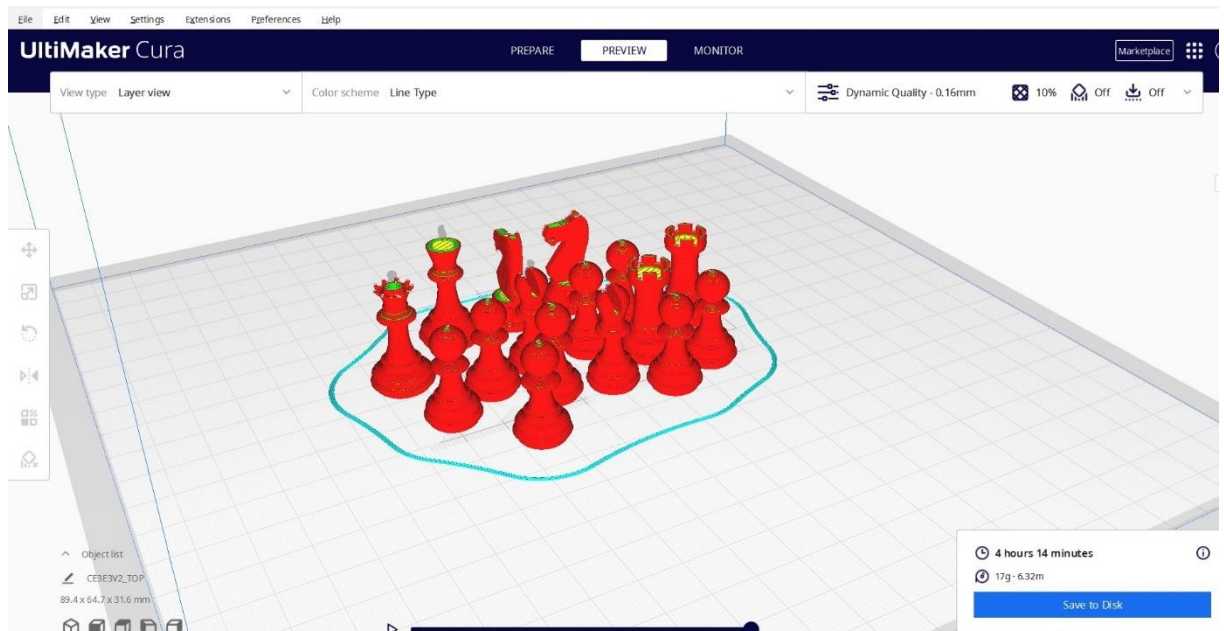 File Edit View Settings Extensions Preferences Help
UltiMaker Cura PREPARE PREVIEW MONITOR Marketplace
View type Layer view Color scheme Line Type Dynamic Quality - 0.16mm 10% Off Off
Object list
CE3E3V2_TOP
89.4 x 64.7 x 31.6 mm
4 hours 14 minutes
17g · 6.32m
Save to Disk